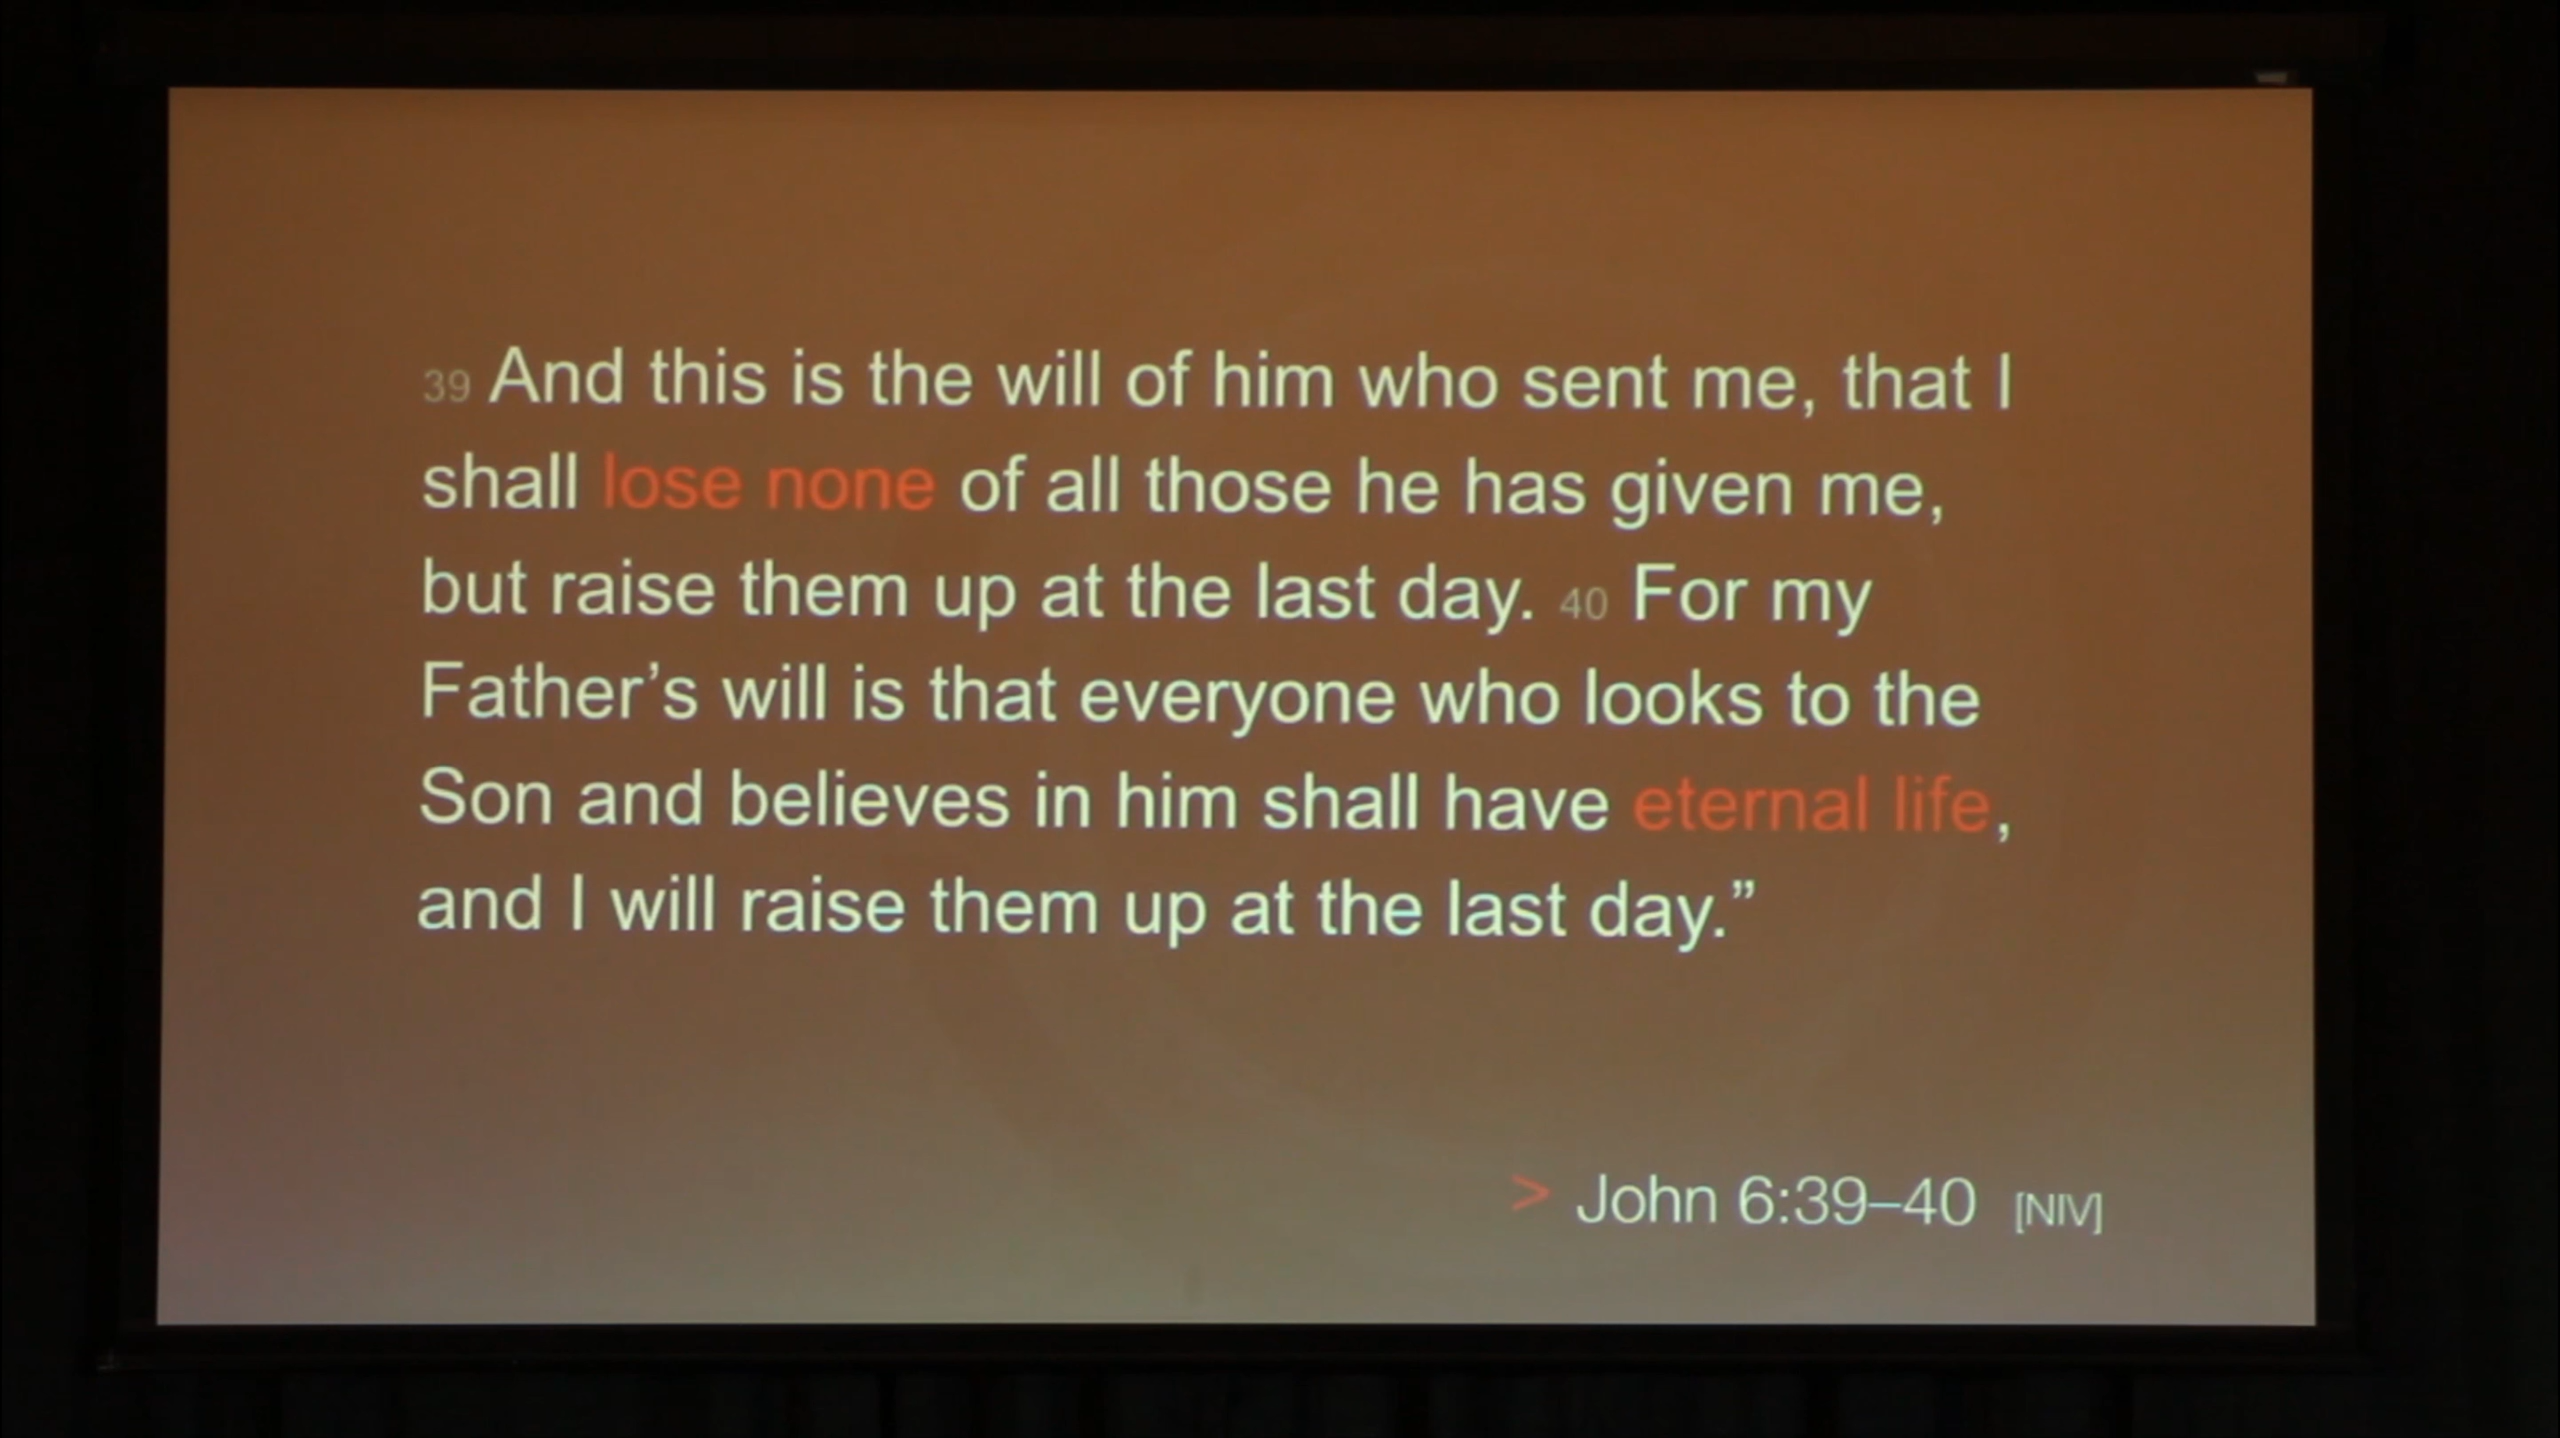 39 And this is the will of him who sent me, that I
shall lose none of all those he has given me,
but raise them up at the last day. 40 For my
Father’s will is that everyone who looks to the
Son and believes in him shall have eternal life,
and I will raise them up at the last day.”
> John 6:39–40 [NIV]